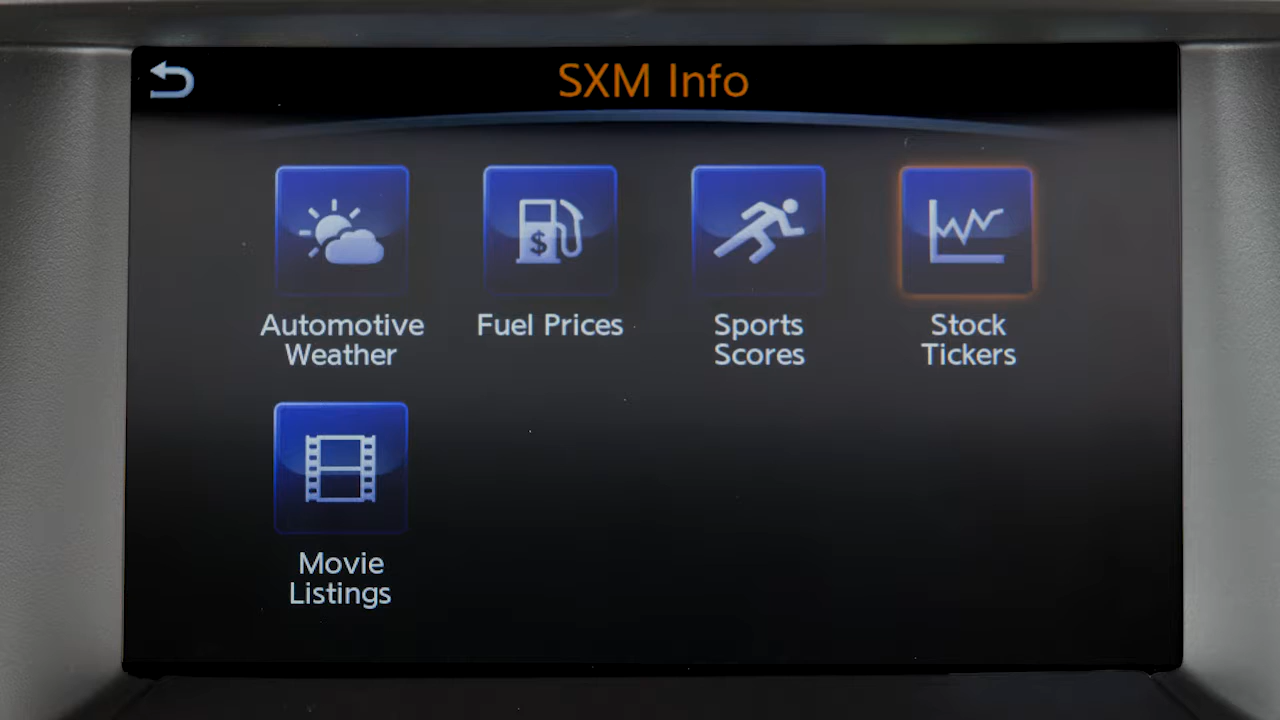 SXM Info
Automotive
Weather
$
Fuel Prices
Sports
Scores
Stock
Tickers
Movie
Listings